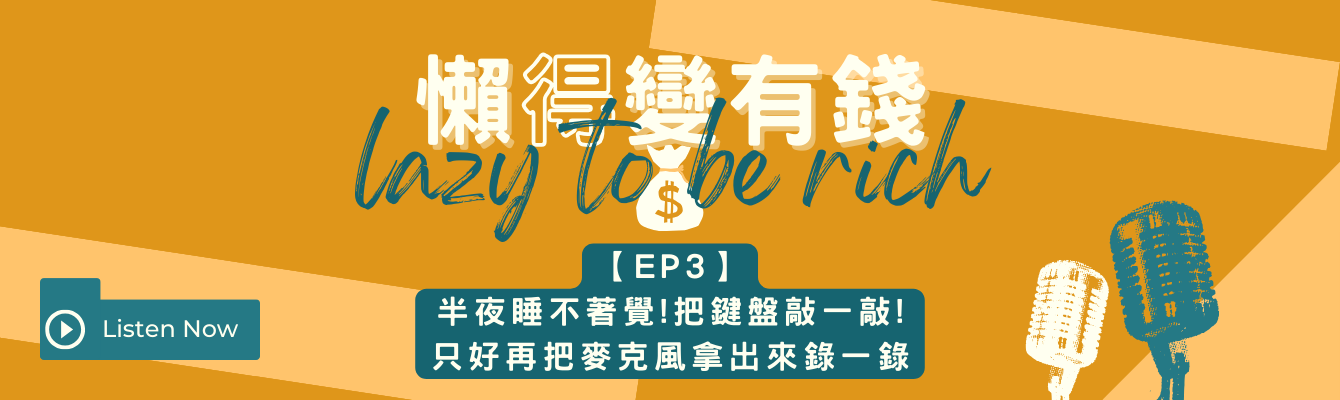 懶得變有錢
lazy to be rich
$
【EP3】
半夜睡不著覺!把鍵盤敲一敲!
只好再把麥克風拿出來錄一錄
Listen Now